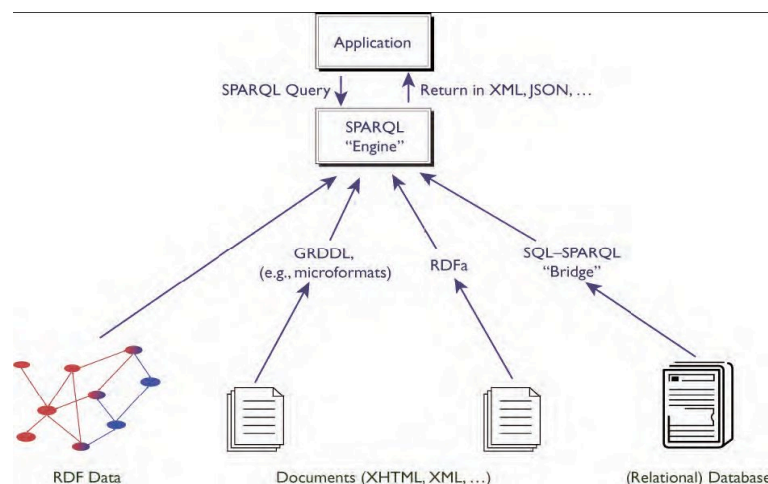 Application
SPARQL Query
Return in XML, JSON, …
SPARQL
“Engine”
GRDDL,
(e.g., microformats)
RDFa
SQL–SPARQL
“Bridge”
RDF Data
Documents (XHTML, XML, …)
(Relational) Database